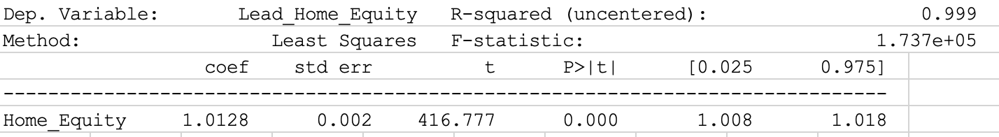 Dep. Variable: Lead_Home_Equity R-squared (uncentered): 0.999
Method: Least Squares F-statistic: 1.737e+05
coef std err t P>|t| [0.025 0.975]
-------------------------------------------------------------------------------
Home_Equity 1.0128 0.002 416.777 0.000 1.008 1.018